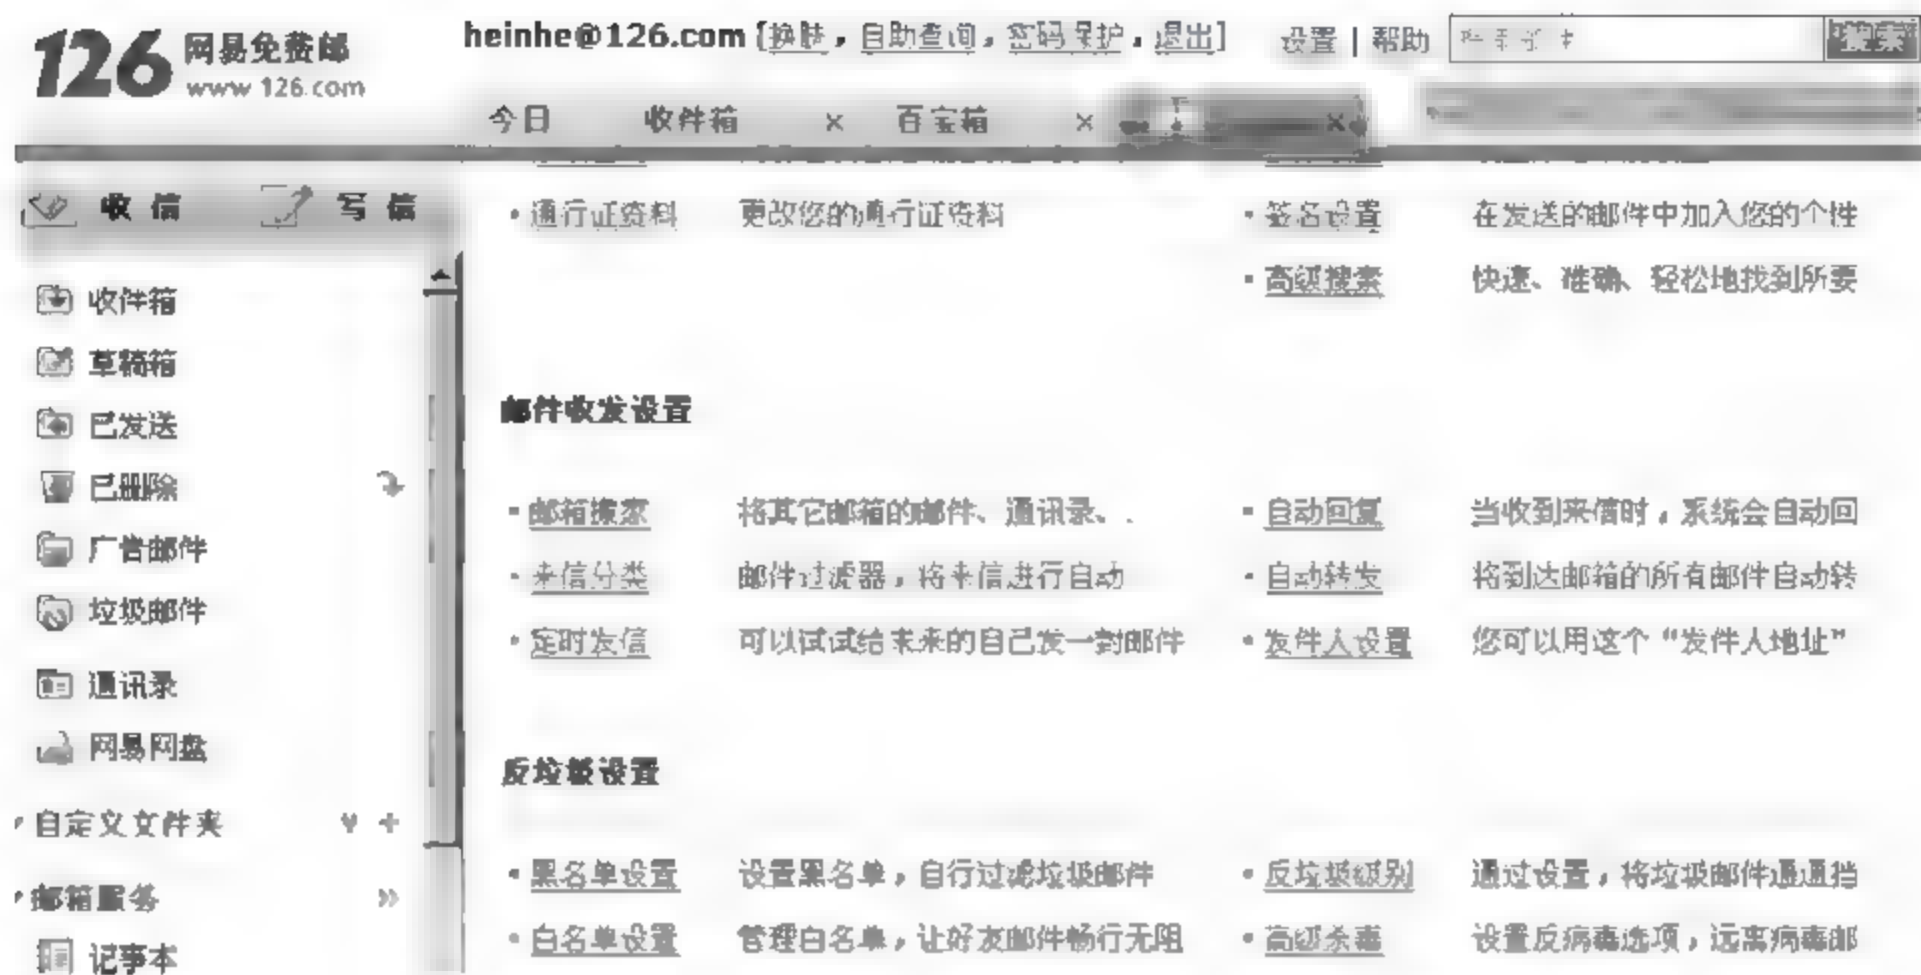 126 网易免费邮
www.126.com
heinhe@126.com [换肤，自助查询，密码保护，退出]
设置 | 帮助
搜索
今日 收件箱 × 百宝箱 × ×
收信 写信
收件箱
草稿箱
已发送
已删除
广告邮件
垃圾邮件
通讯录
网易网盘
自定义文件夹 +
邮箱服务 »
记事本
· 通行证资料 更改您的通行证资料
· 签名设置 在发送的邮件中加入您的个性
· 高级搜索 快速、准确、轻松地找到所要
邮件收发设置
· 邮箱搬家 将其它邮箱的邮件、通讯录、.
· 自动回复 当收到来信时，系统会自动回
· 来信分类 邮件过滤器，将来信进行自动
· 自动转发 将到达邮箱的所有邮件自动转
· 定时发信 可以试试给未来的自己发一封邮件
· 发件人设置 您可以用这个“发件人地址”
反垃圾设置
· 黑名单设置 设置黑名单，自行过滤垃圾邮件
· 反垃圾级别 通过设置，将垃圾邮件通通挡
· 白名单设置 管理白名单，让好友邮件畅行无阻
· 高级杀毒 设置反病毒选项，远离病毒邮